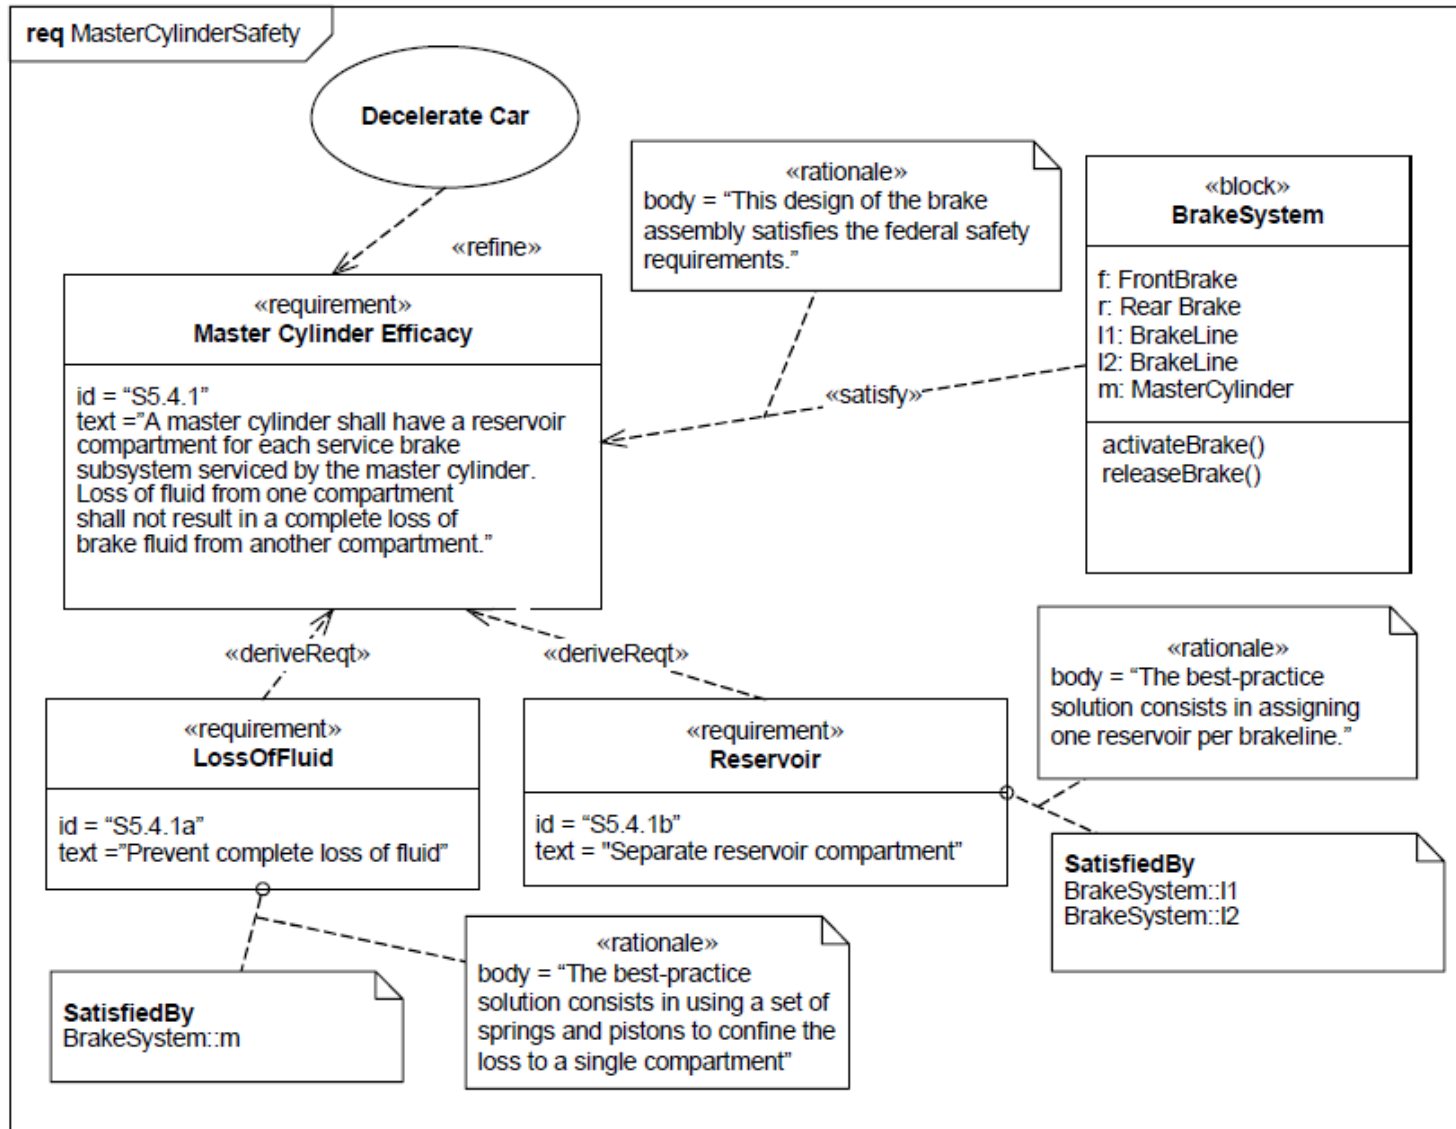 req MasterCylinderSafety
Decelerate Car
«refine»
«rationale»
body = “This design of the brake
assembly satisfies the federal safety
requirements.”
«block»
BrakeSystem
f: FrontBrake
r: Rear Brake
l1: BrakeLine
l2: BrakeLine
m: MasterCylinder
activateBrake()
releaseBrake()
«satisfy»
«requirement»
Master Cylinder Efficacy
id = “S5.4.1”
text =”A master cylinder shall have a reservoir
compartment for each service brake
subsystem serviced by the master cylinder.
Loss of fluid from one compartment
shall not result in a complete loss of
brake fluid from another compartment.”
«deriveReqt»
«deriveReqt»
«requirement»
LossOfFluid
id = “S5.4.1a”
text =”Prevent complete loss of fluid”
«requirement»
Reservoir
id = “S5.4.1b”
text = "Separate reservoir compartment”
«rationale»
body = “The best-practice
solution consists in assigning
one reservoir per brakeline.”
SatisfiedBy
BrakeSystem::l1
BrakeSystem::l2
SatisfiedBy
BrakeSystem::m
«rationale»
body = “The best-practice
solution consists in using a set of
springs and pistons to confine the
loss to a single compartment”